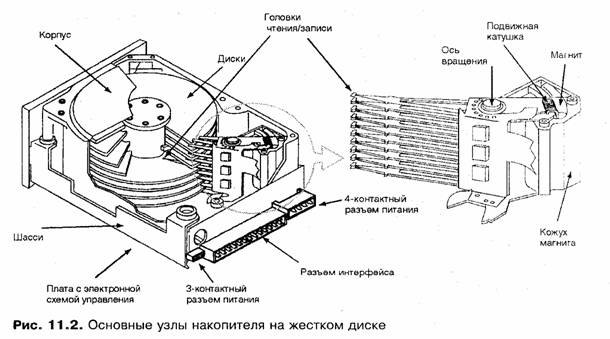 Головки
чтения/записи
Корпус
Диски
Подвижная
катушка
Ось
вращения
Магнит
4-контактный
разъем питания
Кожух
магнита
Шасси
Разъем интерфейса
Плата с электронной
схемой управления
3-контактный
разъем питания
Рис. 11.2. Основные узлы накопителя на жестком диске